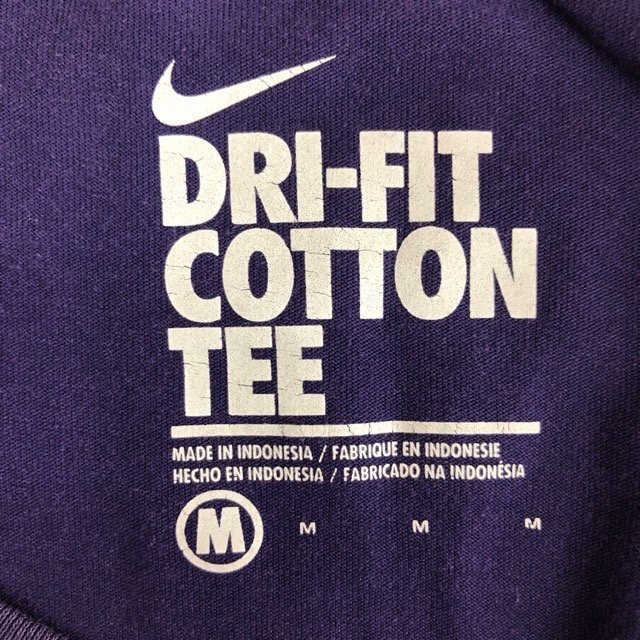 DRI-FIT
COTTON
TEE
MADE IN INDONESIA / FABRIQUE EN INDONESIE
HECHO EN INDONESIA / FABRICADO NA INDONÉSIA
M M M M